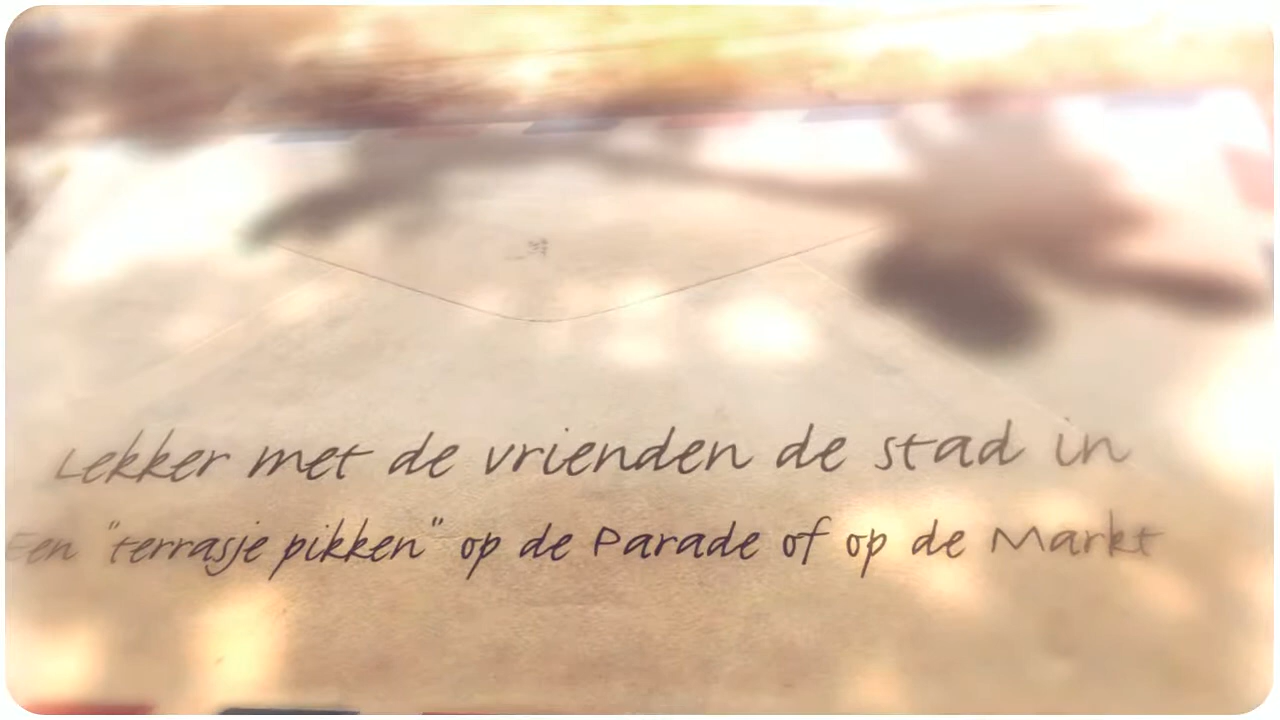 Lekker met de vrienden de stad in
Een "terrasje pikken" op de Parade of op de Markt